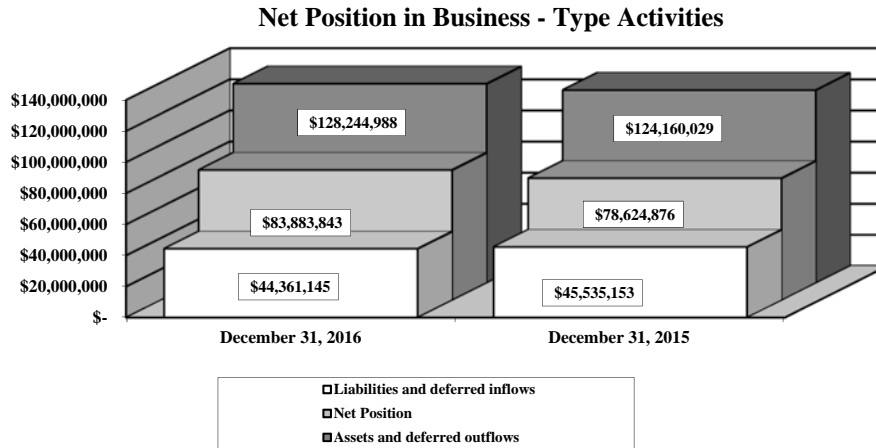 Net Position in Business - Type Activities
$140,000,000
$120,000,000
$100,000,000
$80,000,000
$60,000,000
$40,000,000
$20,000,000
$-
$128,244,988
$124,160,029
$83,883,843
$78,624,876
$44,361,145
$45,535,153
December 31, 2016
December 31, 2015
Liabilities and deferred inflows
Net Position
Assets and deferred outflows